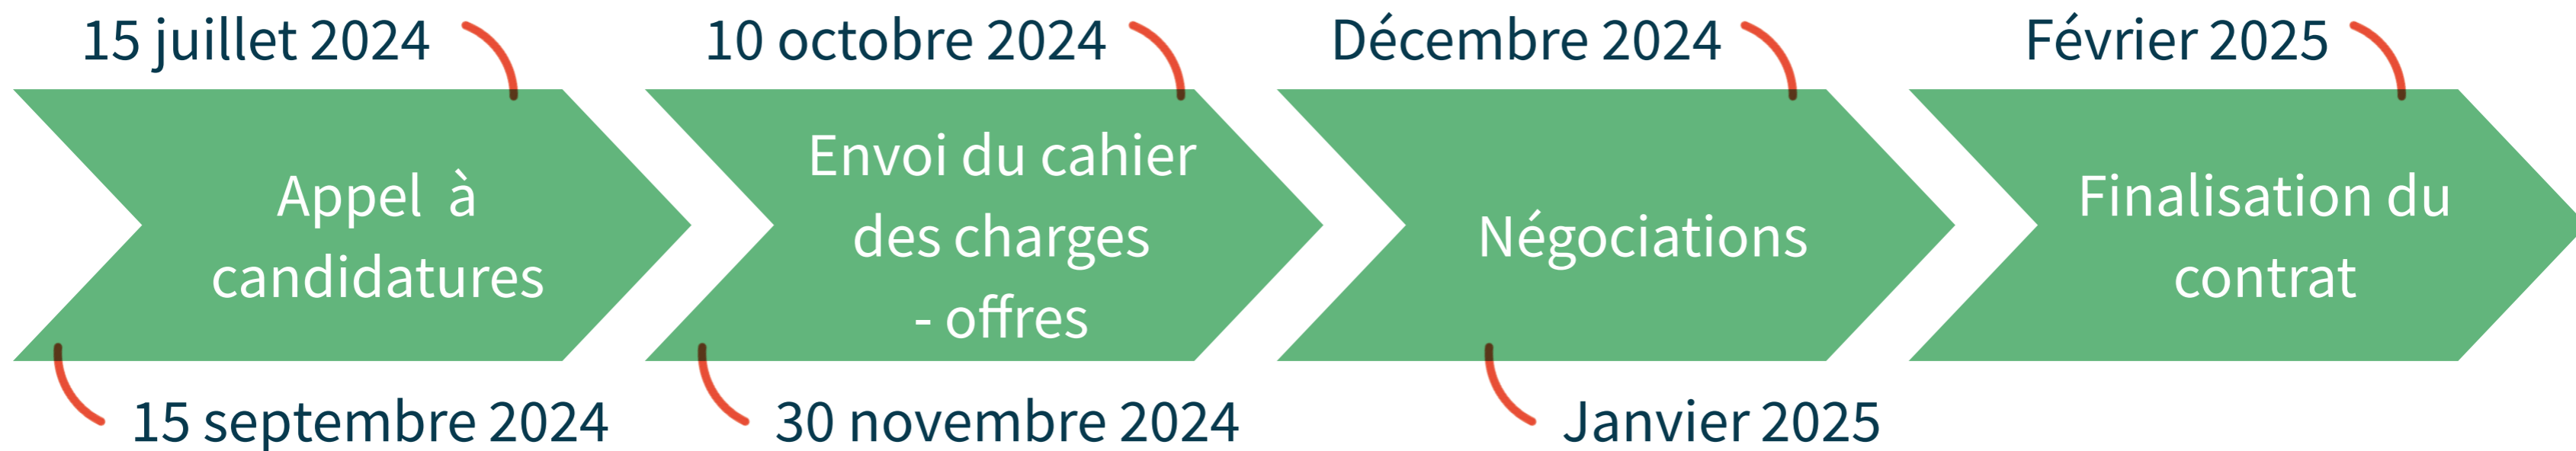 15 juillet 2024
Appel à
candidatures
15 septembre 2024
10 octobre 2024
Envoi du cahier
des charges
- offres
30 novembre 2024
Décembre 2024
Négociations
Janvier 2025
Février 2025
Finalisation du
contrat